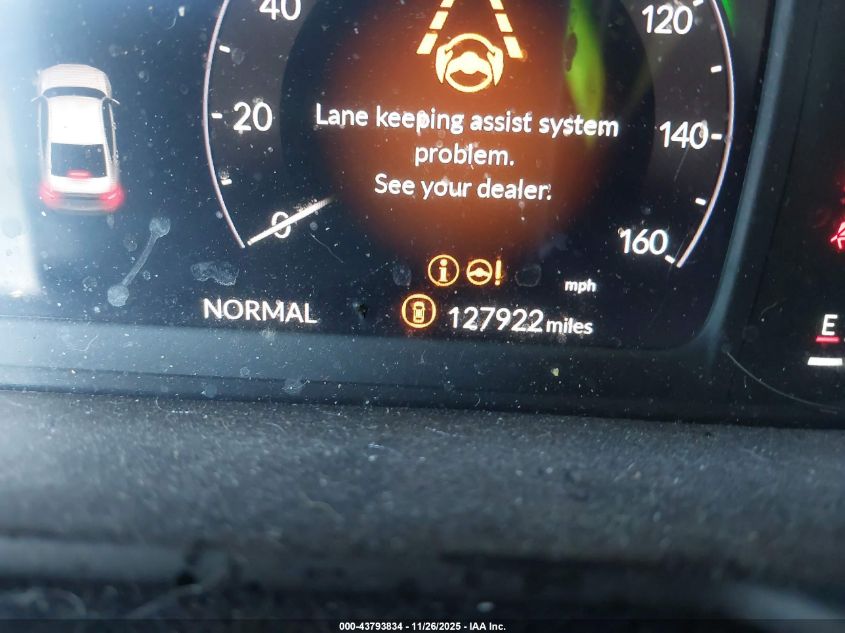 40
120
20
140
Lane keeping assist system
problem.
See your dealer.
0
160
mph
NORMAL
127922 miles
E
000-43793834 - 11/26/2025 - IAA Inc.